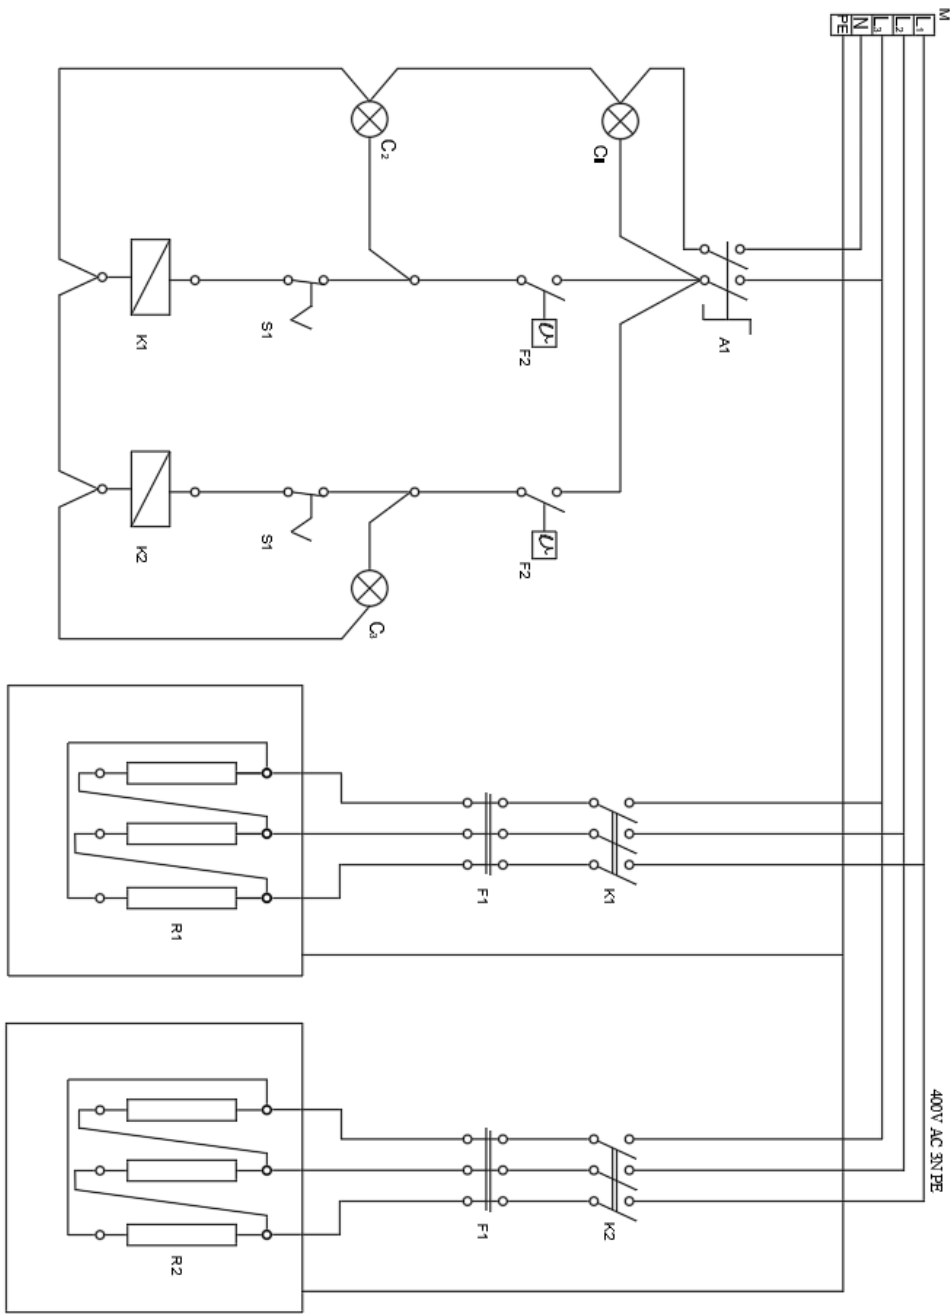 M
400V AC 3N PE
L₁
L₂
L₃
N
PE
A1
C₁
K1
K2
F2
F2
F1
F1
C₂
C₃
S1
S1
R1
R2
K1
K2